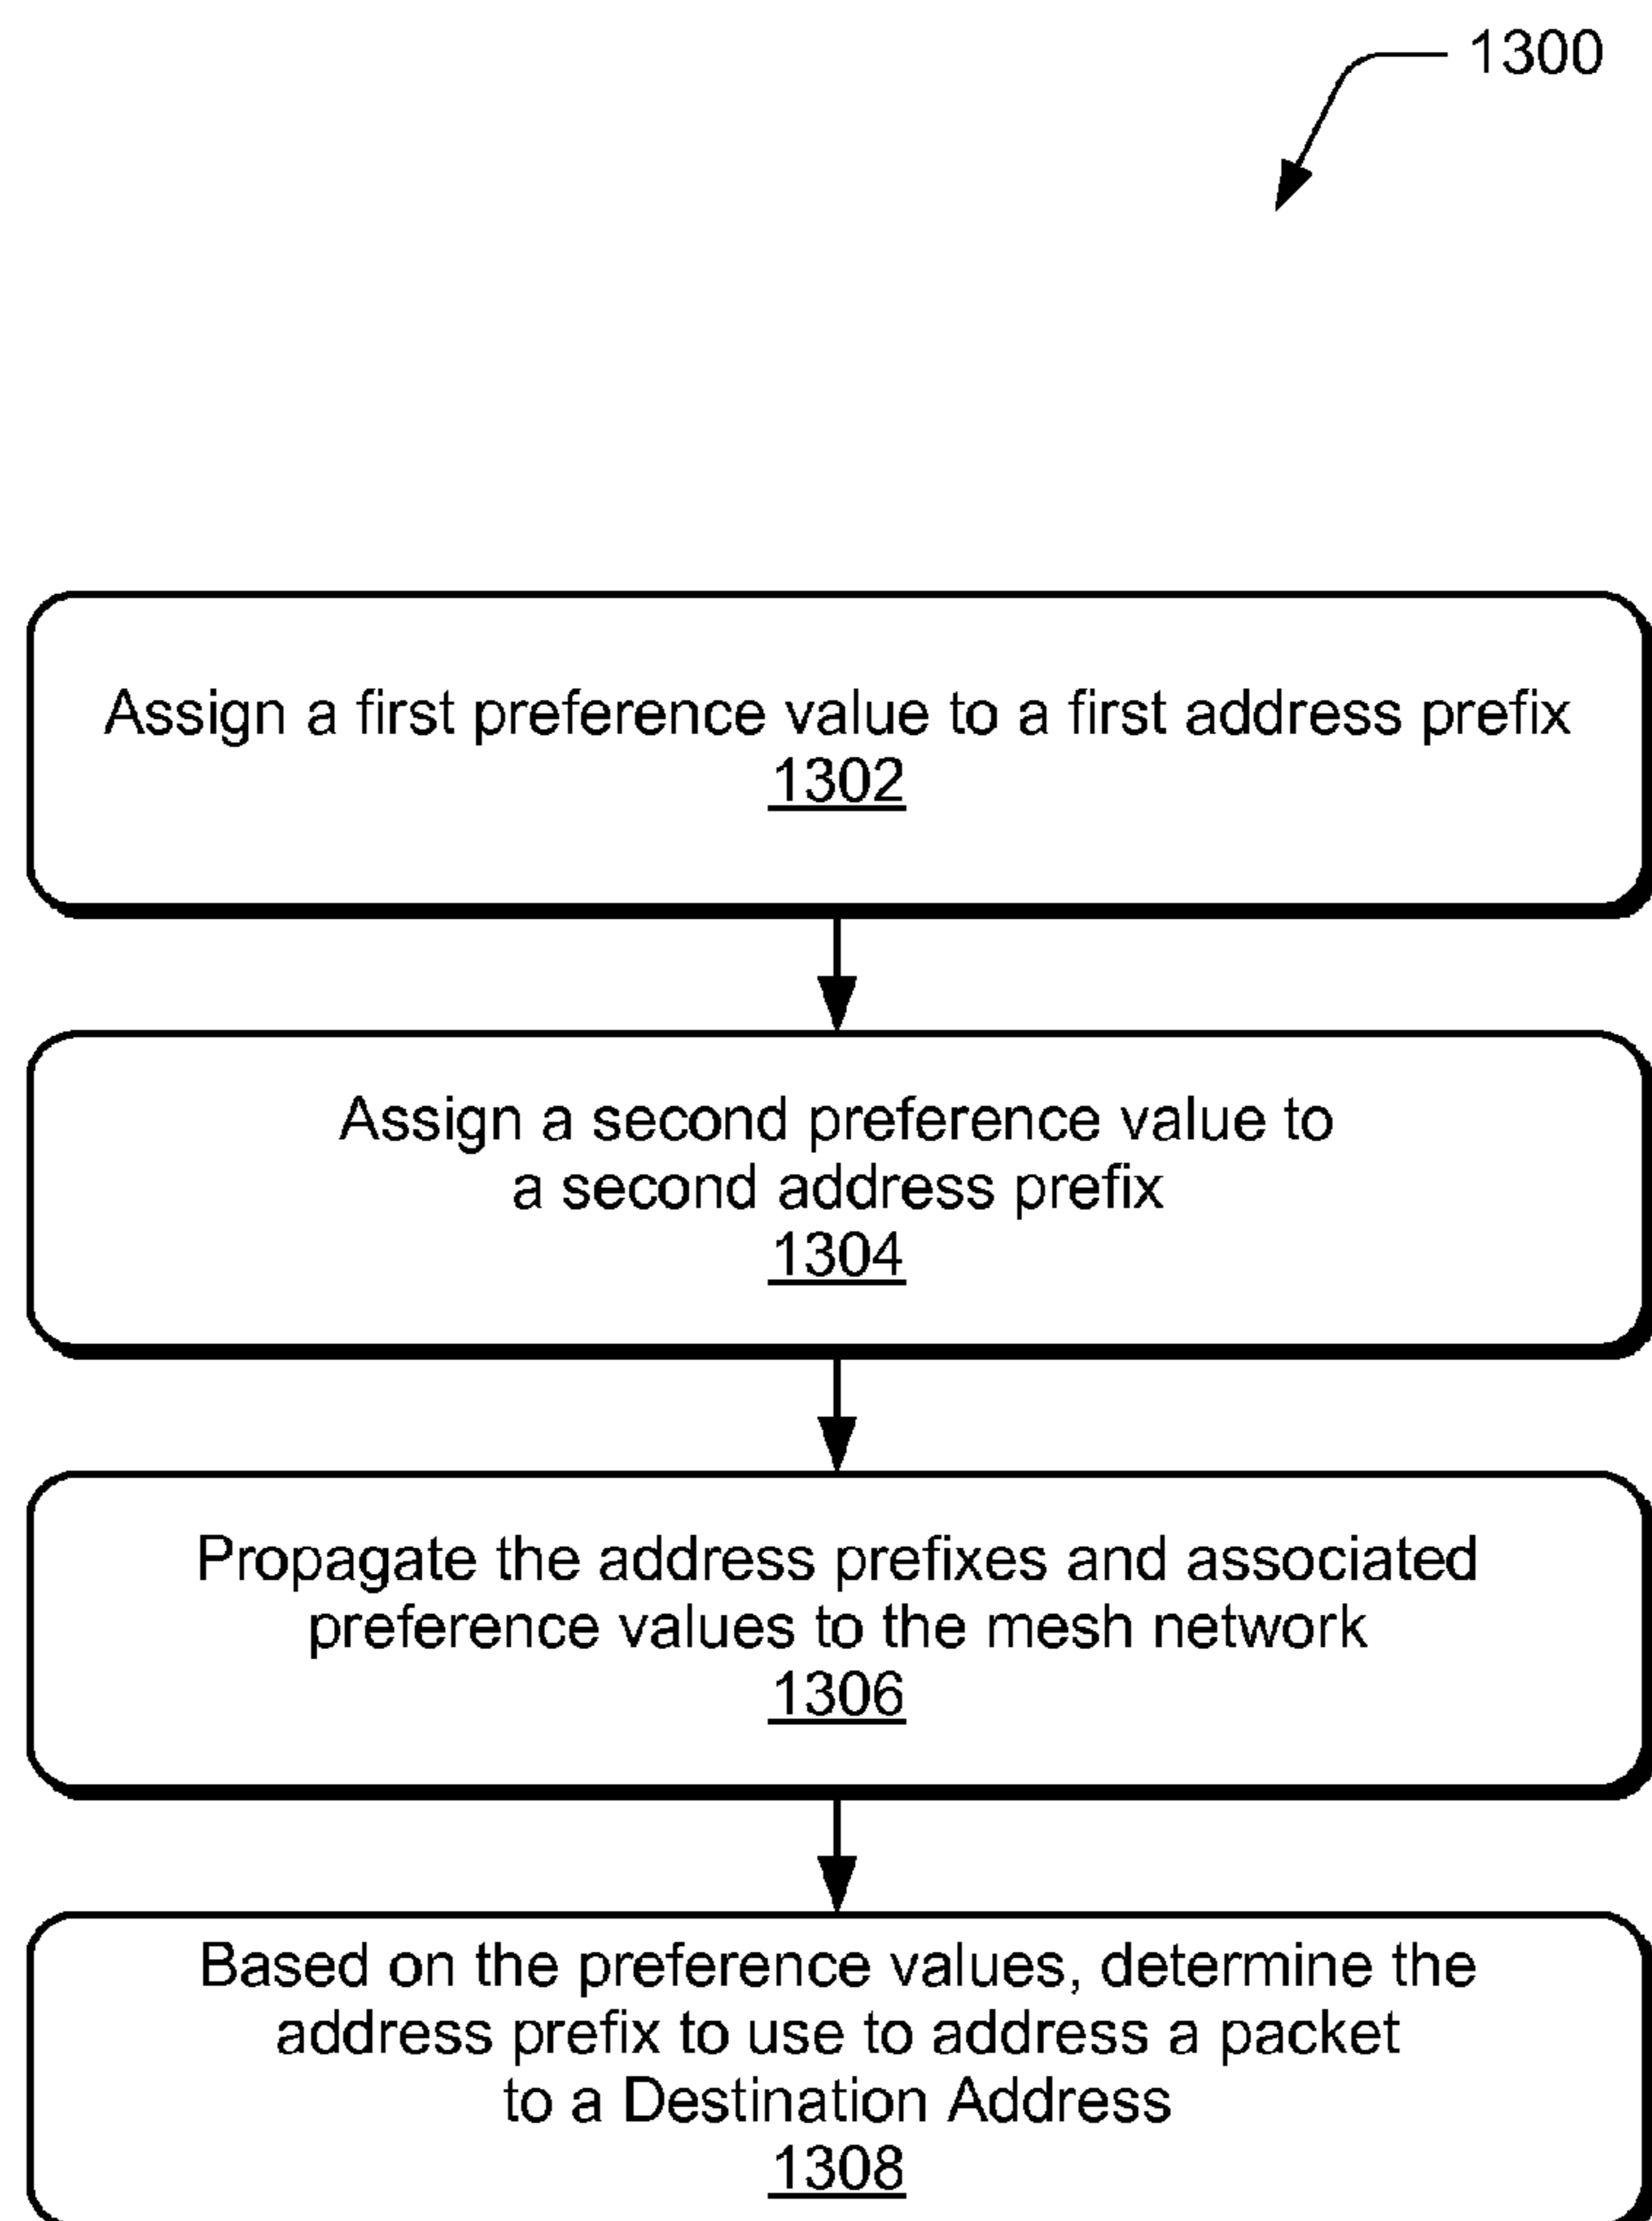 1300
Assign a first preference value to a first address prefix
1302
Assign a second preference value to
a second address prefix
1304
Propagate the address prefixes and associated
preference values to the mesh network
1306
Based on the preference values, determine the
address prefix to use to address a packet
to a Destination Address
1308